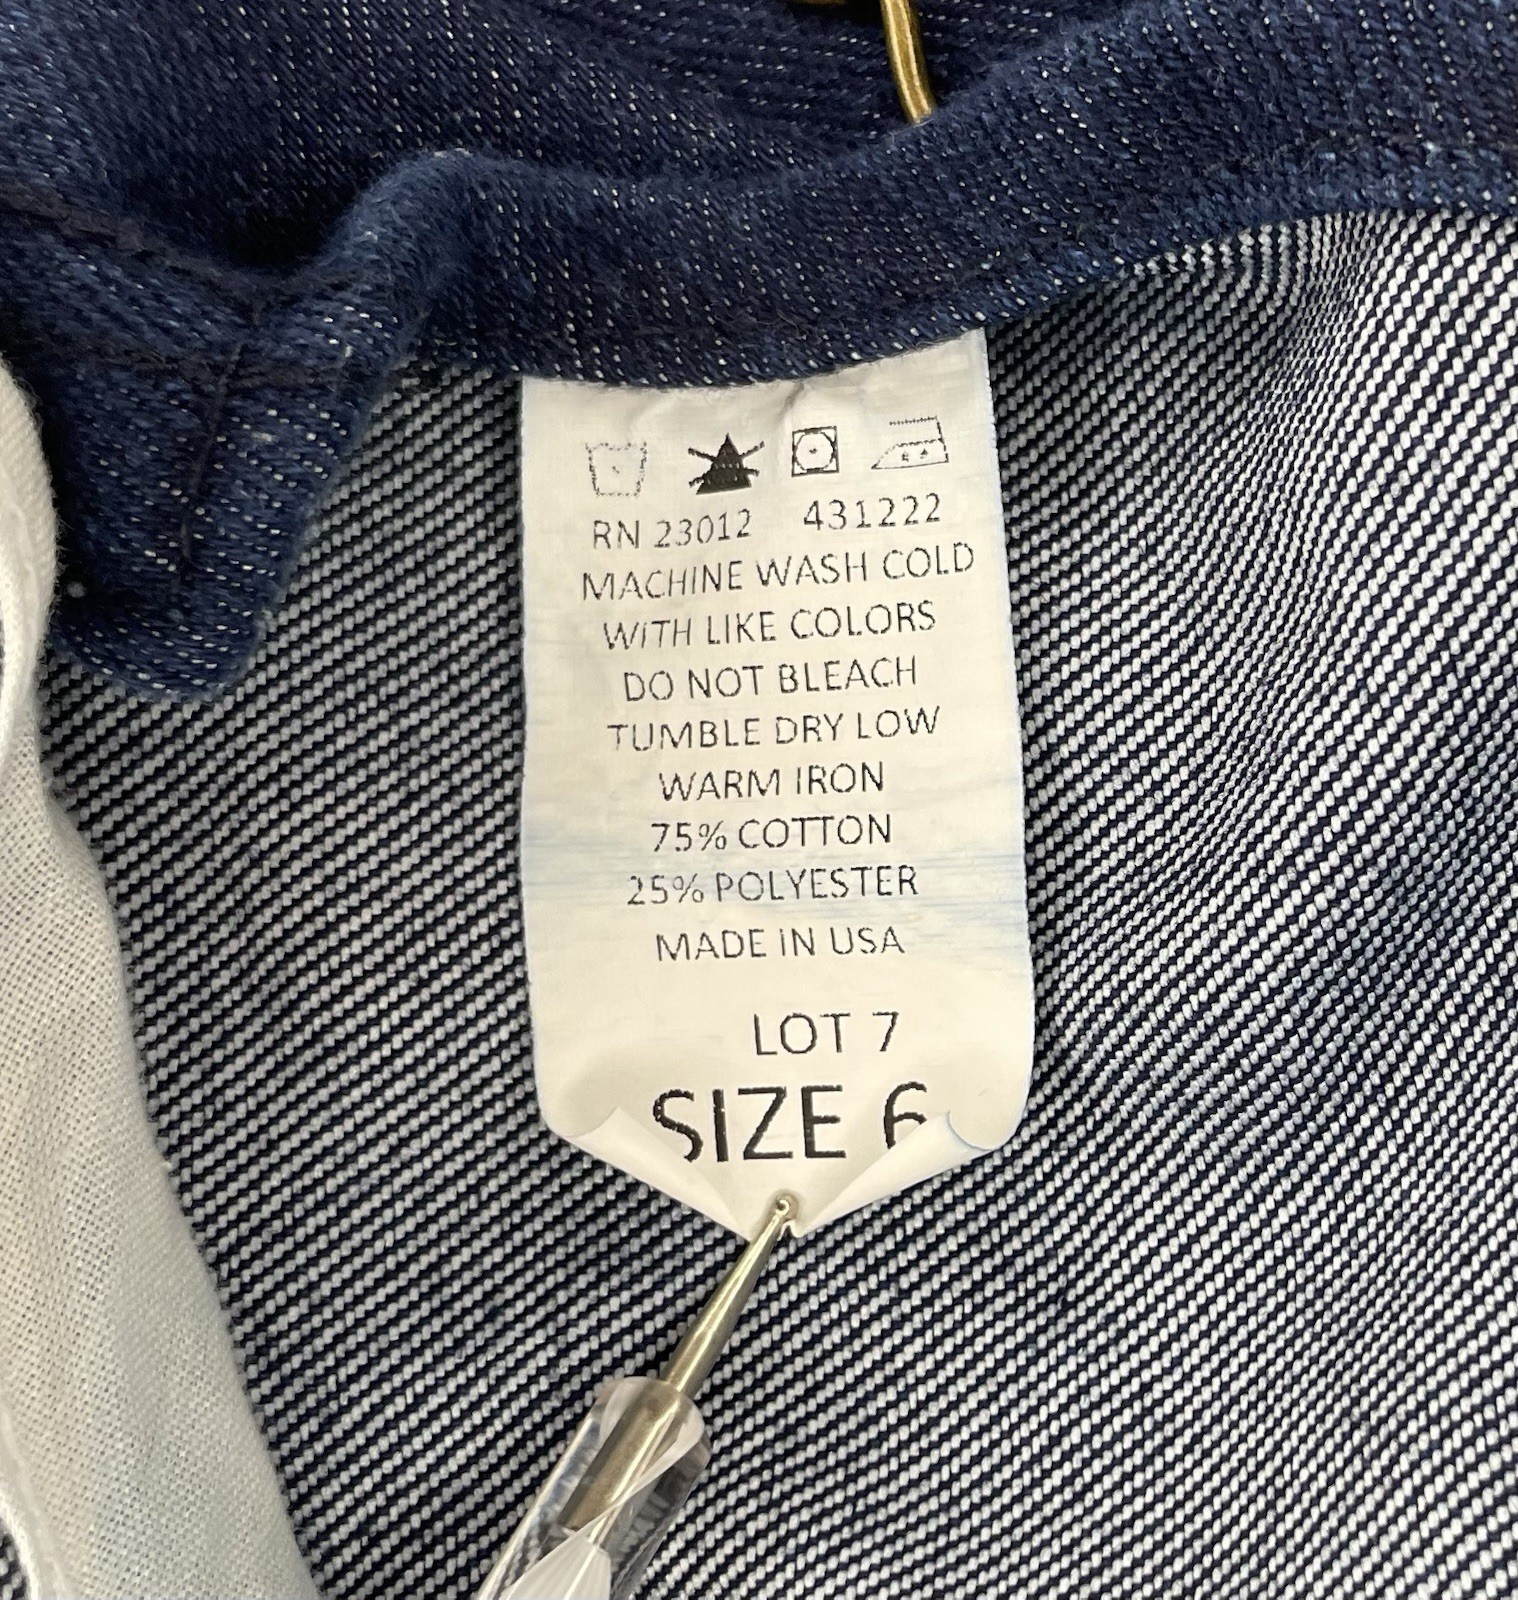 RN 23012 431222
MACHINE WASH COLD
WITH LIKE COLORS
DO NOT BLEACH
TUMBLE DRY LOW
WARM IRON
75% COTTON
25% POLYESTER
MADE IN USA
LOT 7
SIZE 6